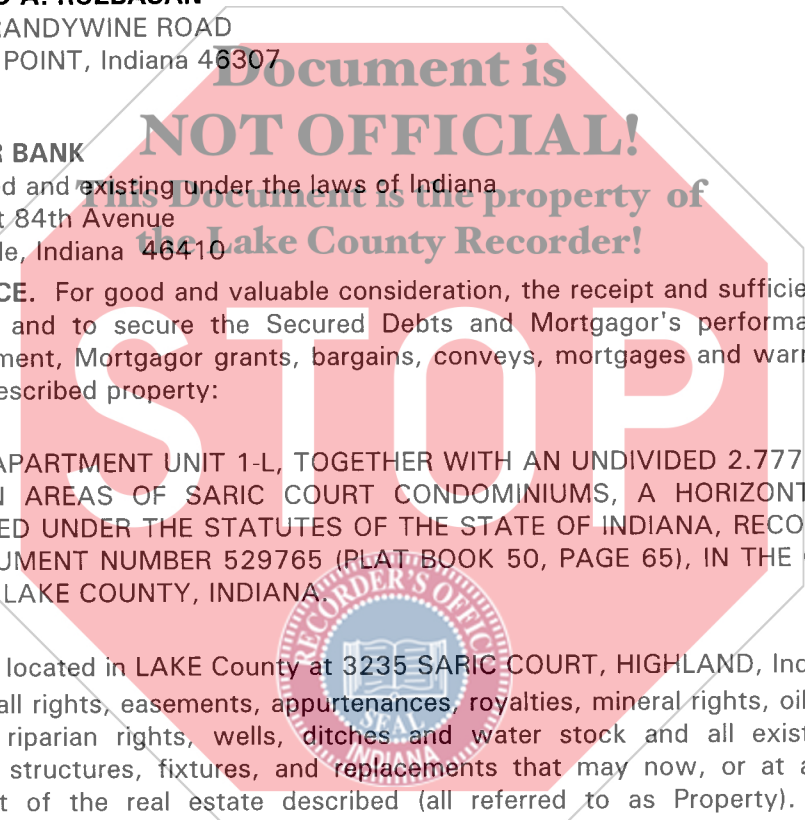 ANDYWINE ROAD
POINT, Indiana 46307
Document is
NOT OFFICIAL!
BANK
d and existing under the laws of Indiana
This Document is the property of
t 84th Avenue
le, Indiana 46410
the Lake County Recorder!
CE. For good and valuable consideration, the receipt and sufficie
and to secure the Secured Debts and Mortgagor's performa
ment, Mortgagor grants, bargains, conveys, mortgages and warr
escribed property:
STOP
APARTMENT UNIT 1-L, TOGETHER WITH AN UNDIVIDED 2.777
N AREAS OF SARIC COURT CONDOMINIUMS, A HORIZONT
ED UNDER THE STATUTES OF THE STATE OF INDIANA, RECO
UMENT NUMBER 529765 (PLAT BOOK 50, PAGE 65), IN THE
LAKE COUNTY, INDIANA.
RECORDER'S OFFICE
SEAL
INDIANA
located in LAKE County at 3235 SARIC COURT, HIGHLAND, Ind
all rights, easements, appurtenances, royalties, mineral rights, oil
riparian rights, wells, ditches and water stock and all exist
structures, fixtures, and replacements that may now, or at a
t of the real estate described (all referred to as Property).